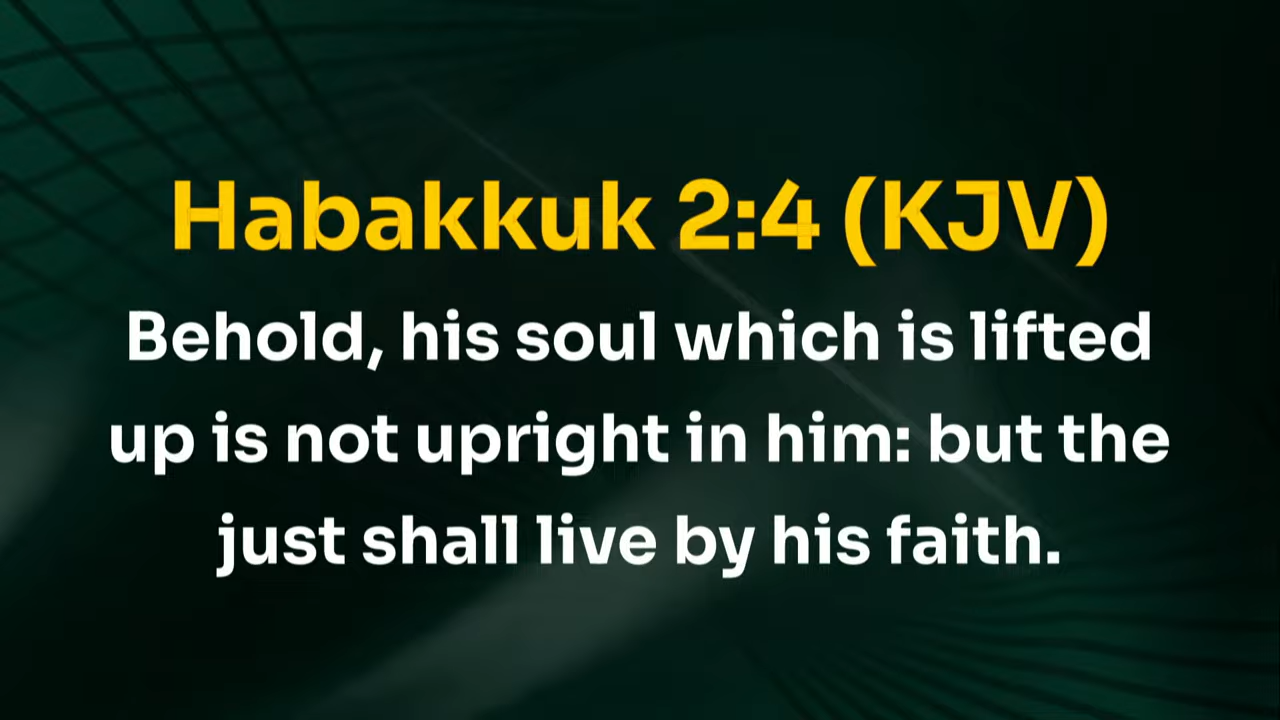 Habakkuk 2:4 (KJV)
Behold, his soul which is lifted
up is not upright in him: but the
just shall live by his faith.